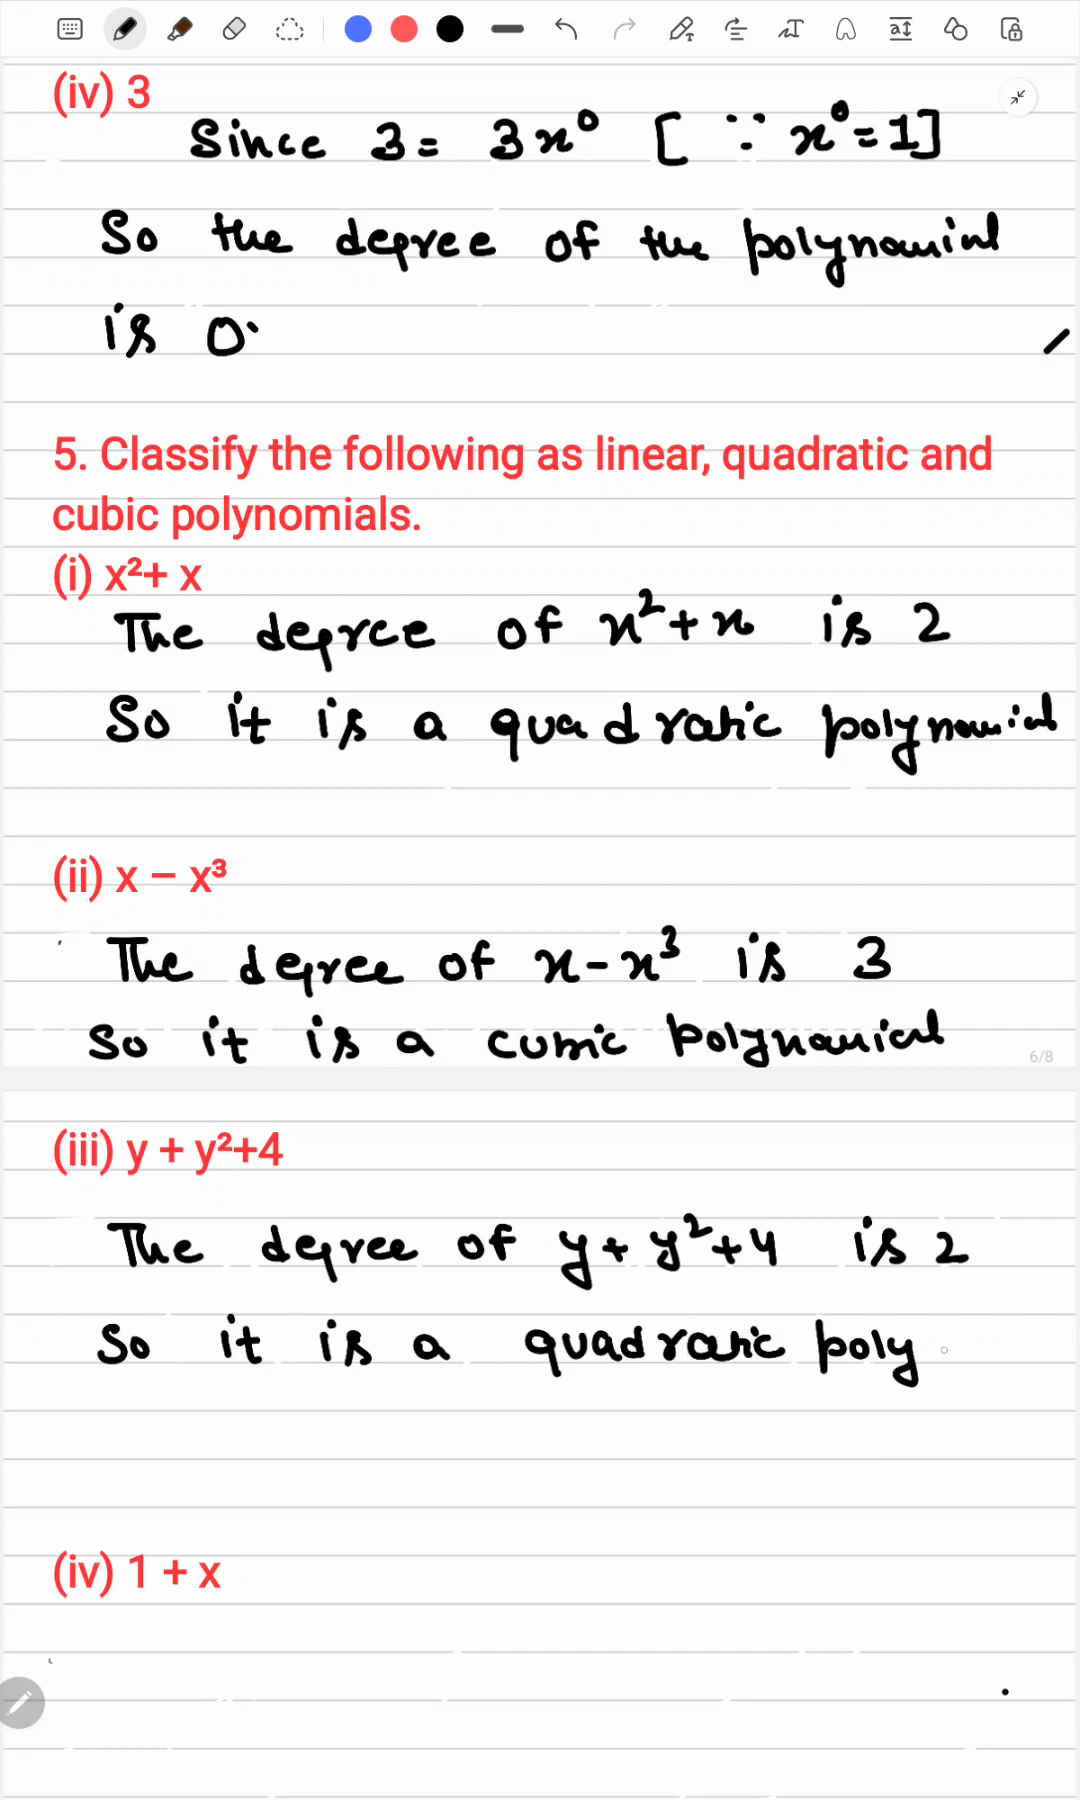 (iv) 3
Since 3 = 3x⁰ [ ∵ x⁰ = 1]
So the degree of the polynomial
is 0.
5. Classify the following as linear, quadratic and
cubic polynomials.
(i) x²+ x
The degree of x²+x is 2
So it is a quadratic polynomial
(ii) x – x³
The degree of x-x³ is 3
So it is a cubic polynomial
6/8
(iii) y + y²+4
The degree of y+y²+4 is 2
So it is a quadratic poly
(iv) 1 + x